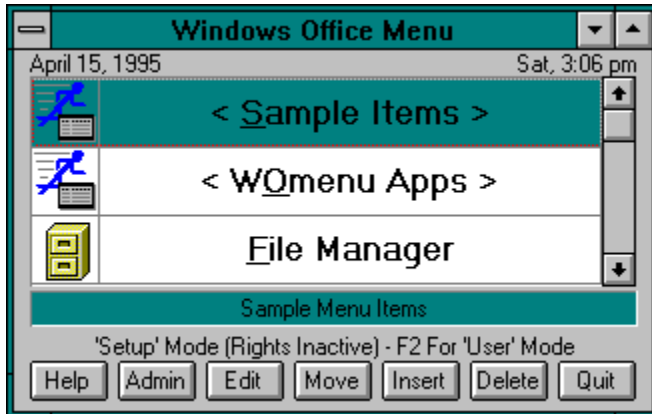 Windows Office Menu
April 15, 1995 Sat, 3:06 pm
< Sample Items >
< WOmenu Apps >
File Manager
Sample Menu Items
'Setup' Mode (Rights Inactive) - F2 For 'User' Mode
Help Admin Edit Move Insert Delete Quit